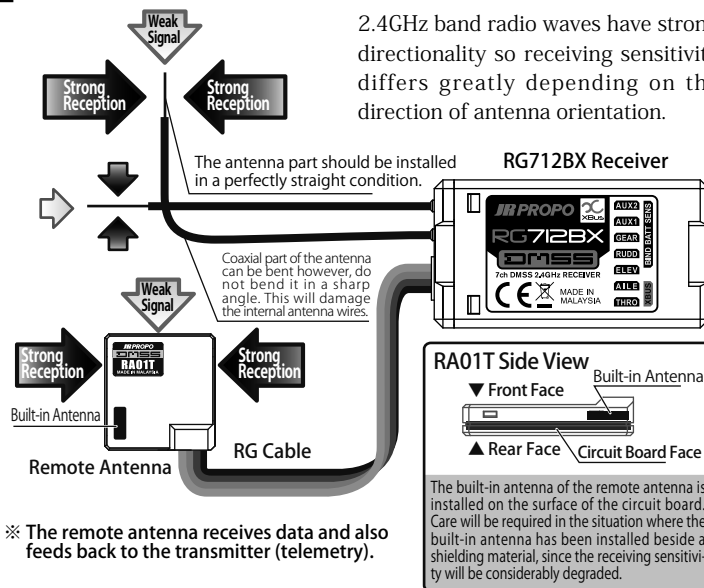 2.4GHz band radio waves have stron
directionality so receiving sensitivit
differs greatly depending on th
direction of antenna orientation.
Weak
Signal
Strong
Reception
Strong
Reception
The antenna part should be installed
in a perfectly straight condition.
RG712BX Receiver
JR PROPO
XBus
RG712BX
DMSS
7ch DMSS 2.4GHz RECEIVER
CE
MADE IN
MALAYSIA
AUX2
AUX1
GEAR
RUDD
ELEV
AILE
THRO
BIND BATT SENS
XBUS
Coaxial part of the antenna
can be bent however, do
not bend it in a sharp
angle. This will damage
the internal antenna wires.
Weak
Signal
Strong
Reception
Strong
Reception
JR PROPO
DMSS
RA01T
MADE IN MALAYSIA
Built-in Antenna
Remote Antenna
RG Cable
RA01T Side View
Built-in Antenna
▼ Front Face
▲ Rear Face
Circuit Board Face
The built-in antenna of the remote antenna is
installed on the surface of the circuit board.
Care will be required in the situation where the
built-in antenna has been installed beside a
shielding material, since the receiving sensitivi-
ty will be considerably degraded.
※ The remote antenna receives data and also
feeds back to the transmitter (telemetry).